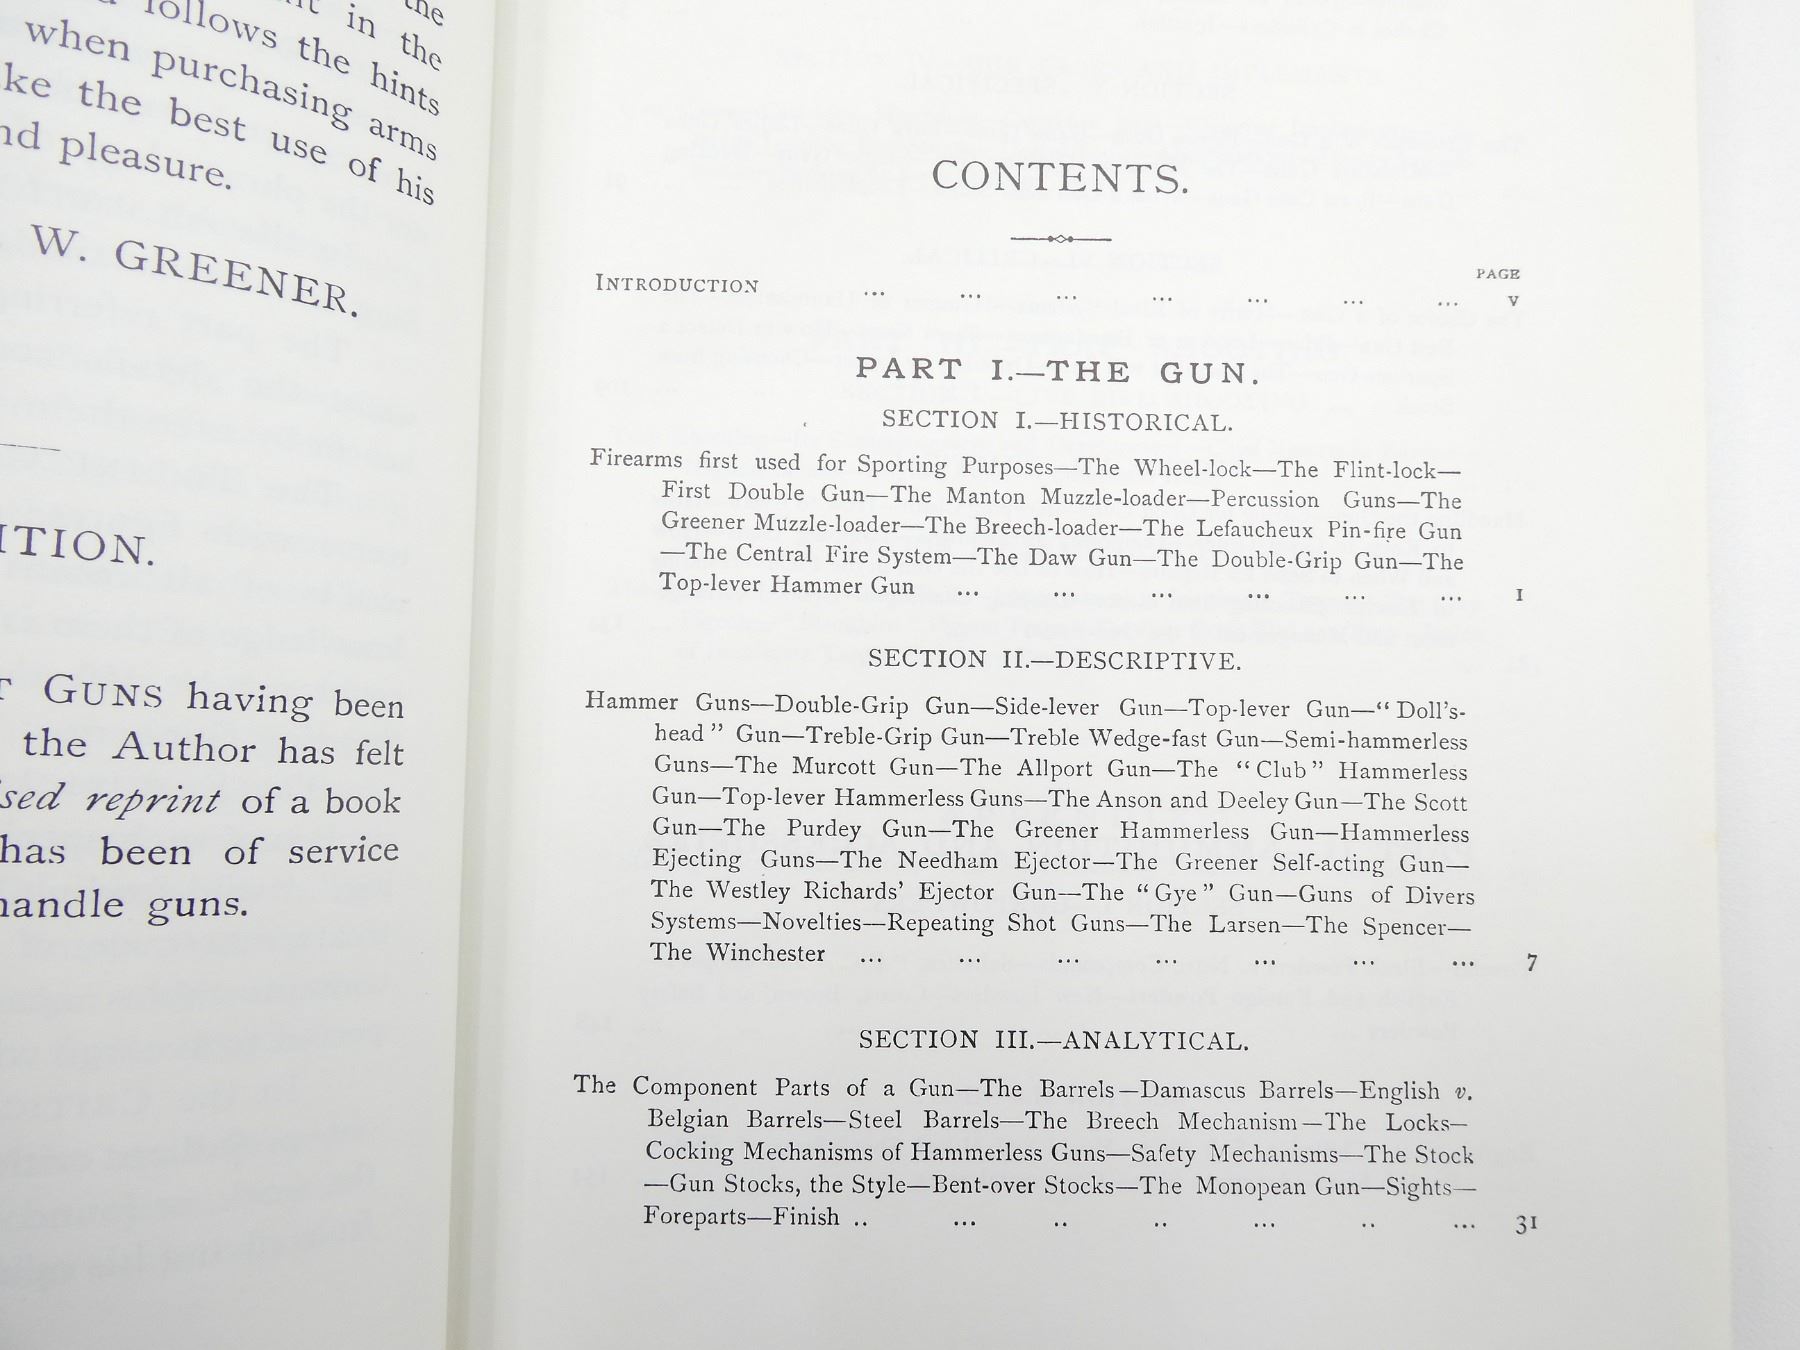 the
in the
follows the hints
when purchasing arms
the best use of his
pleasure.
W. GREENER.
GUNS having been
the Author has felt
reprint of a book
has been of service
handle guns.
CONTENTS.
PAGE
INTRODUCTION ... ... ... ... ... ... ... v
PART I.—THE GUN.
SECTION I.—HISTORICAL.
Firearms first used for Sporting Purposes—The Wheel-lock—The Flint-lock—
First Double Gun—The Manton Muzzle-loader—Percussion Guns—The
Greener Muzzle-loader—The Breech-loader—The Lefaucheux Pin-fire Gun
—The Central Fire System—The Daw Gun—The Double-Grip Gun—The
Top-lever Hammer Gun ... ... ... ... ... ... 1
SECTION II.—DESCRIPTIVE.
Hammer Guns—Double-Grip Gun—Side-lever Gun—Top-lever Gun—“Doll's-
head” Gun—Treble-Grip Gun—Treble Wedge-fast Gun—Semi-hammerless
Guns—The Murcott Gun—The Allport Gun—The “Club” Hammerless
Gun—Top-lever Hammerless Guns—The Anson and Deeley Gun—The Scott
Gun—The Purdey Gun—The Greener Hammerless Gun—Hammerless
Ejecting Guns—The Needham Ejector—The Greener Self-acting Gun—
The Westley Richards' Ejector Gun—The “Gye” Gun—Guns of Divers
Systems—Novelties—Repeating Shot Guns—The Larsen—The Spencer—
The Winchester ... ... ... ... ... ... ... 7
SECTION III.—ANALYTICAL.
The Component Parts of a Gun—The Barrels—Damascus Barrels—English v.
Belgian Barrels—Steel Barrels—The Breech Mechanism—The Locks—
Cocking Mechanisms of Hammerless Guns—Safety Mechanisms—The Stock
—Gun Stocks, the Style—Bent-over Stocks—The Monopean Gun—Sights—
Foreparts—Finish .. ... .. .. ... .. ... 31